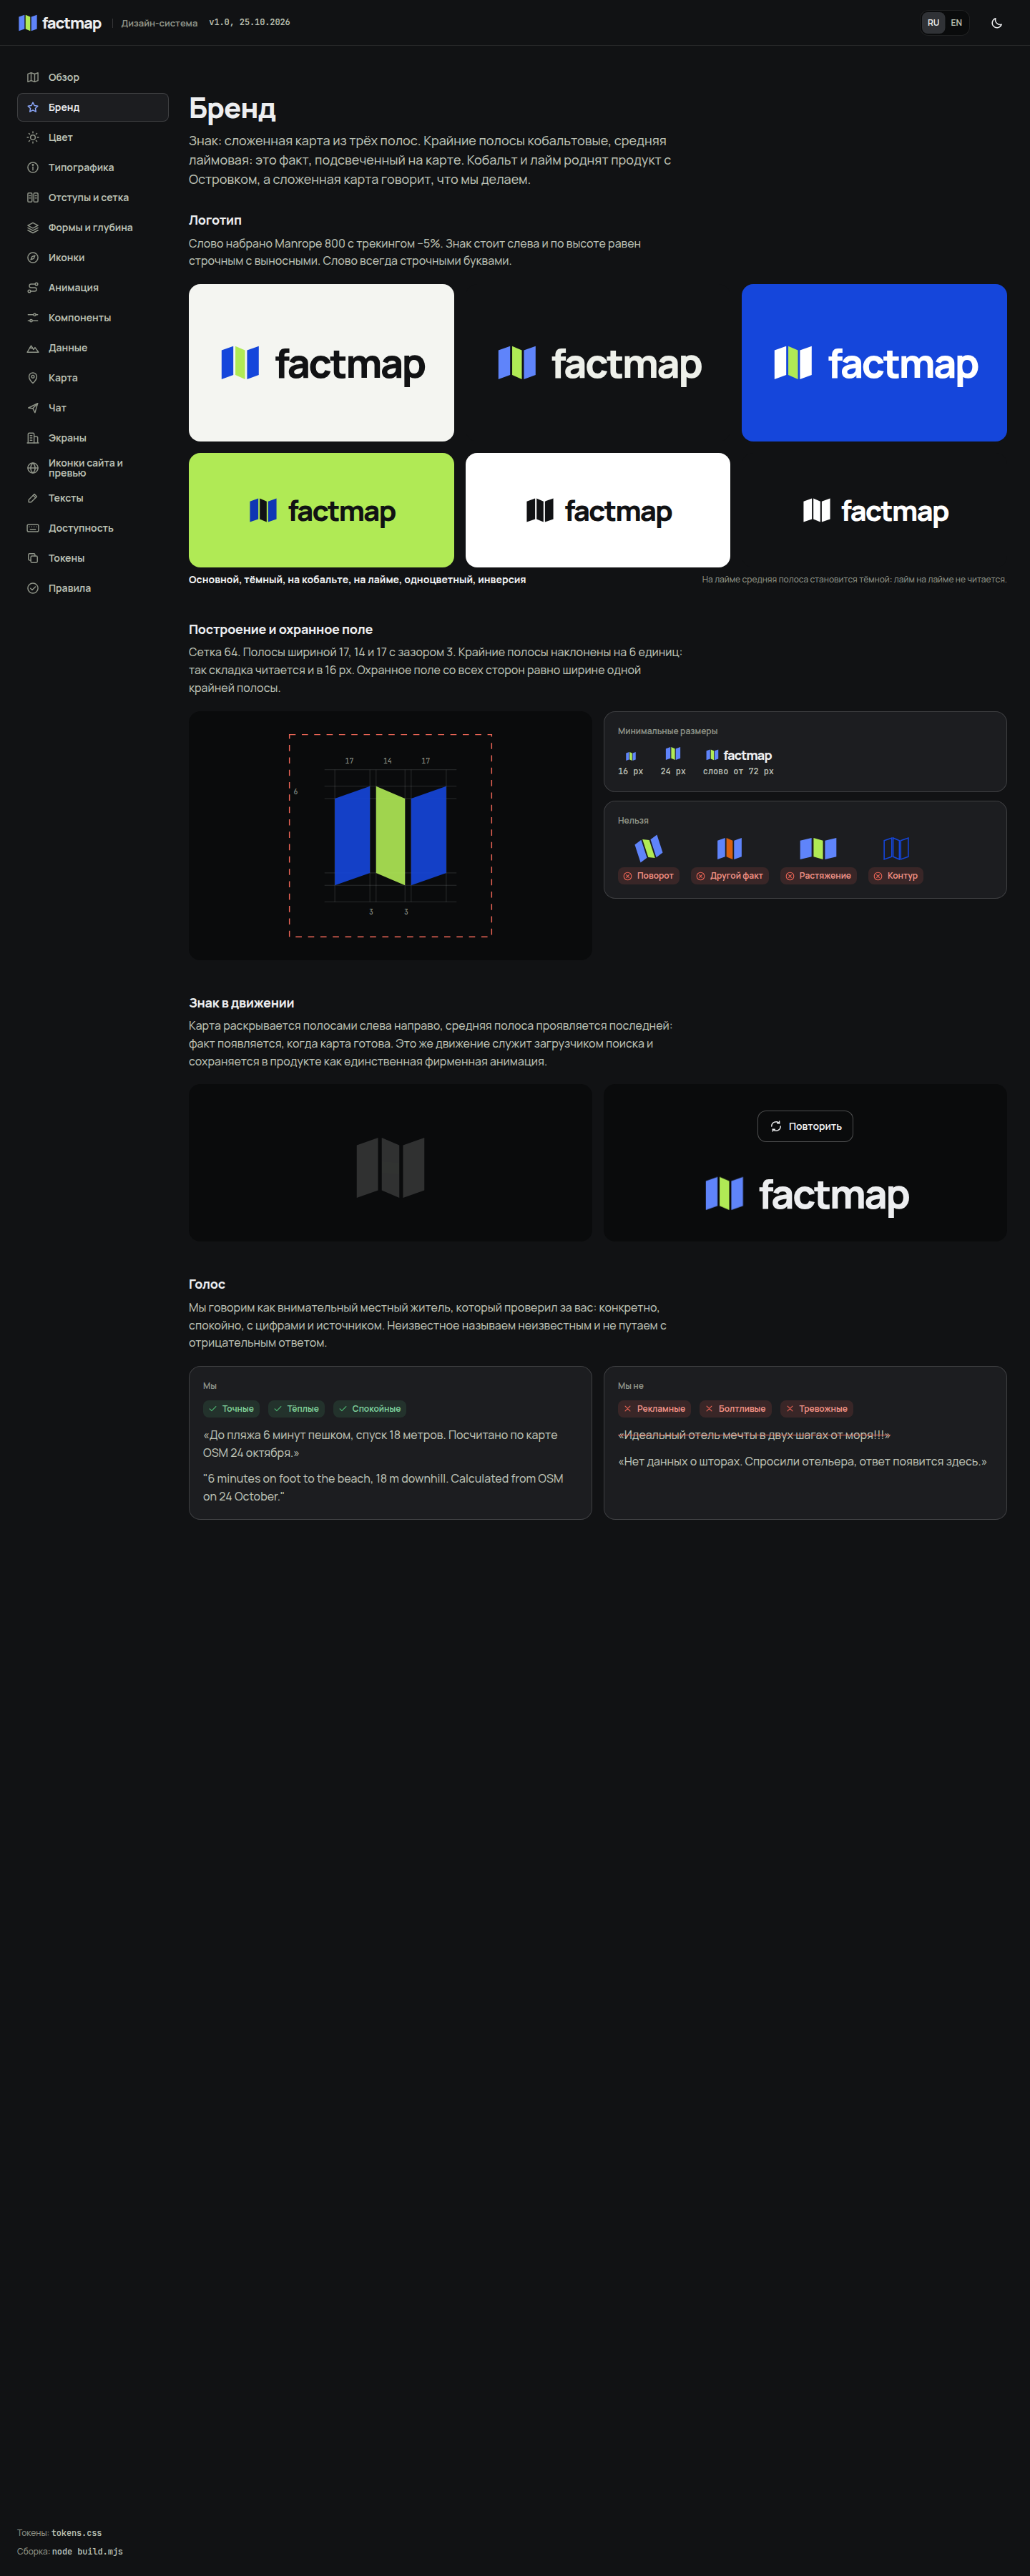 factmap
Дизайн-система
v1.0, 25.10.2026
RU EN
Обзор
Бренд
Цвет
Типографика
Отступы и сетка
Формы и глубина
Иконки
Анимация
Компоненты
Данные
Карта
Чат
Экраны
Иконки сайта и
превью
Тексты
Доступность
Токены
Правила
Бренд
Знак: сложенная карта из трёх полос. Крайние полосы кобальтовые, средняя
лаймовая: это факт, подсвеченный на карте. Кобальт и лайм роднят продукт с
Островком, а сложенная карта говорит, что мы делаем.
Логотип
Слово набрано Manrope 800 с трекингом −5%. Знак стоит слева и по высоте равен
строчным с выносными. Слово всегда строчными буквами.
factmap
factmap
factmap
factmap
factmap
factmap
Основной, тёмный, на кобальте, на лайме, одноцветный, инверсия
На лайме средняя полоса становится тёмной: лайм на лайме не читается.
Построение и охранное поле
Сетка 64. Полосы шириной 17, 14 и 17 с зазором 3. Крайние полосы наклонены на 6 единиц:
так складка читается и в 16 px. Охранное поле со всех сторон равно ширине одной
крайней полосы.
17 14 17
6
3 3
Минимальные размеры
factmap
16 px 24 px слово от 72 px
Нельзя
Поворот Другой факт Растяжение Контур
Знак в движении
Карта раскрывается полосами слева направо, средняя полоса проявляется последней:
факт появляется, когда карта готова. Это же движение служит загрузчиком поиска и
сохраняется в продукте как единственная фирменная анимация.
Повторить
factmap
Голос
Мы говорим как внимательный местный житель, который проверил за вас: конкретно,
спокойно, с цифрами и источником. Неизвестное называем неизвестным и не путаем с
отрицательным ответом.
Мы
Точные Тёплые Спокойные
«До пляжа 6 минут пешком, спуск 18 метров. Посчитано по карте
OSM 24 октября.»
"6 minutes on foot to the beach, 18 m downhill. Calculated from OSM
on 24 October."
Мы не
Рекламные Болтливые Тревожные
«Идеальный отель мечты в двух шагах от моря!!!»
«Нет данных о шторах. Спросили отельера, ответ появится здесь.»
Токены: tokens.css
Сборка: node build.mjs